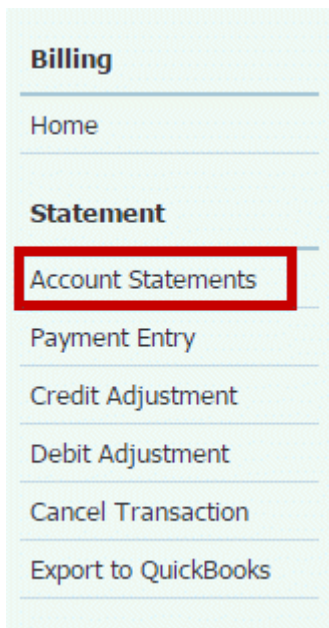 Billing
Home
Statement
Account Statements
Payment Entry
Credit Adjustment
Debit Adjustment
Cancel Transaction
Export to QuickBooks